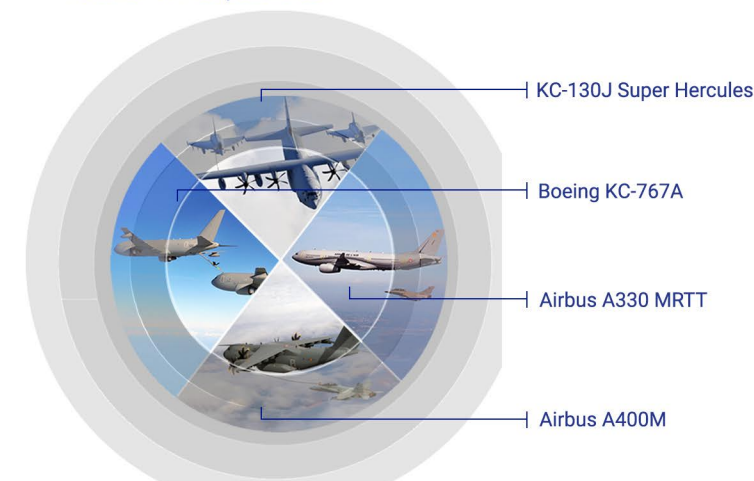 KC-130J Super Hercules
Boeing KC-767A
Airbus A330 MRTT
Airbus A400M